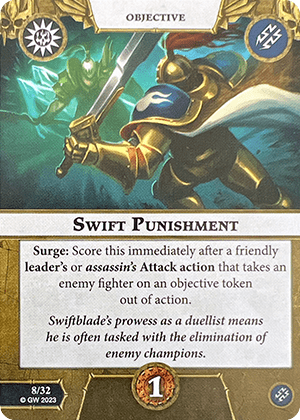 OBJECTIVE
SWIFT PUNISHMENT
Surge: Score this immediately after a friendly
leader's or assassin's Attack action that takes an
enemy fighter on an objective token
out of action.
Swiftblade's prowess as a duellist means
he is often tasked with the elimination of
enemy champions.
8/32
© GW 2023
1